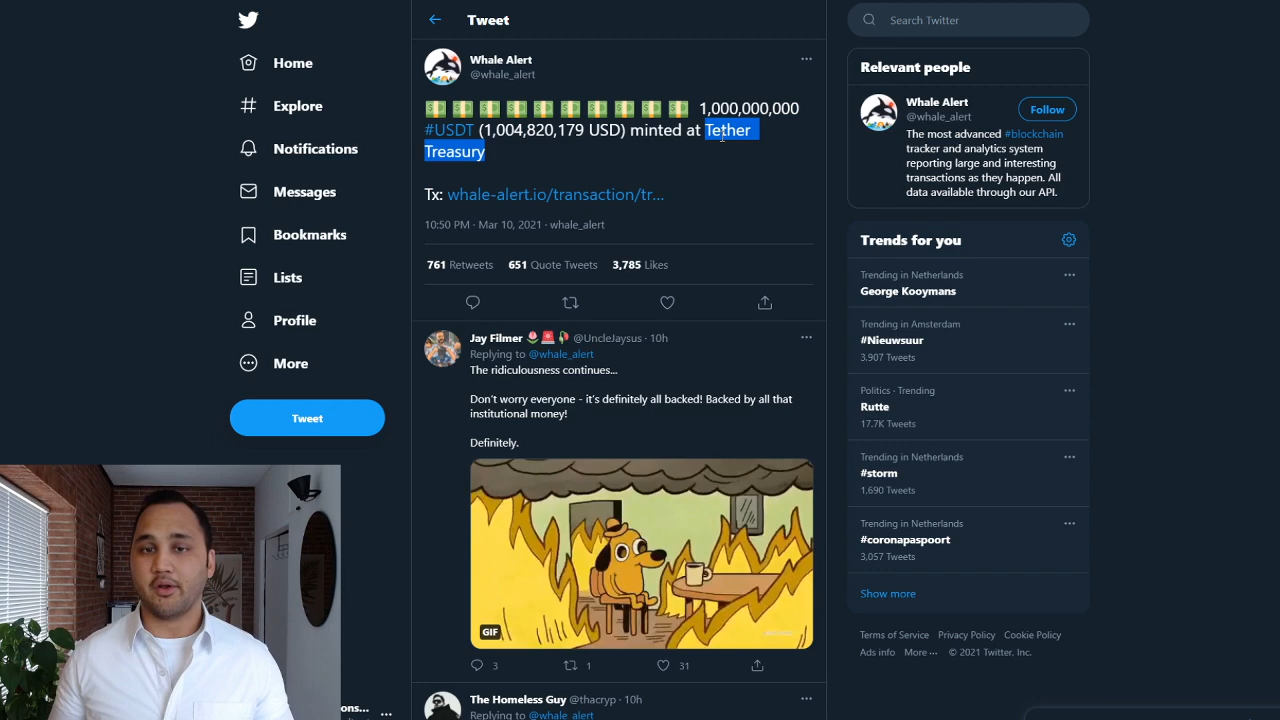 Home
Explore
Notifications
Messages
Bookmarks
Lists
Profile
More
Tweet
ons...
Tweet
Whale Alert
@whale_alert
1,000,000,000
#USDT (1,004,820,179 USD) minted at Tether
Treasury
Tx: whale-alert.io/transaction/tr...
10:50 PM · Mar 10, 2021 · whale_alert
761 Retweets 651 Quote Tweets 3,785 Likes
Jay Filmer @UncleJaysus · 10h
Replying to @whale_alert
The ridiculousness continues...
Don't worry everyone - it's definitely all backed! Backed by all that
institutional money!
Definitely.
GIF
3 1 31
The Homeless Guy @thacryp · 10h
Replying to @whale_alert
Search Twitter
Relevant people
Whale Alert
@whale_alert
Follow
The most advanced #blockchain
tracker and analytics system
reporting large and interesting
transactions as they happen. All
data available through our API.
Trends for you
Trending in Netherlands
George Kooymans
Trending in Amsterdam
#Nieuwsuur
3.907 Tweets
Politics · Trending
Rutte
17.7K Tweets
Trending in Netherlands
#storm
1,690 Tweets
Trending in Netherlands
#coronapaspoort
3,057 Tweets
Show more
Terms of Service Privacy Policy Cookie Policy
Ads info More ··· © 2021 Twitter, Inc.